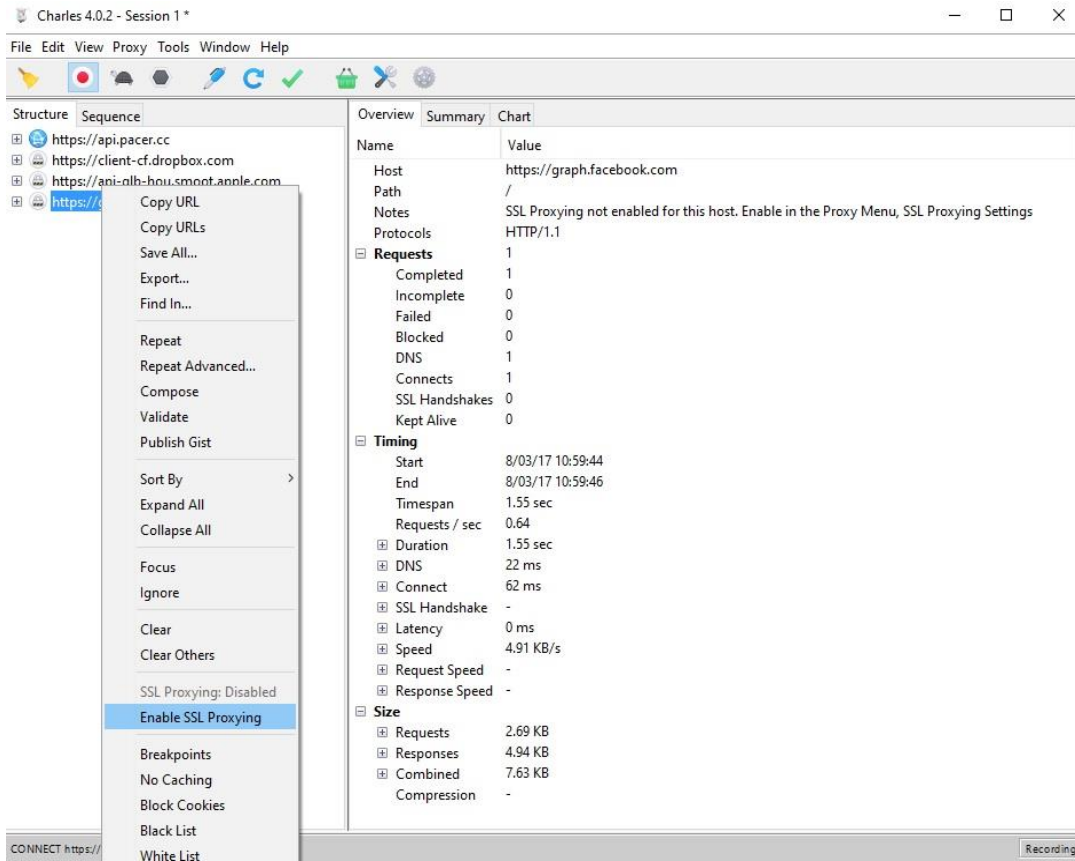 Charles 4.0.2 - Session 1 *
File Edit View Proxy Tools Window Help
Structure Sequence
https://api.pacer.cc
https://client-cf.dropbox.com
https://api-glb-hou.smoot.apple.com
https://g
Copy URL
Copy URLs
Save All...
Export...
Find In...
Repeat
Repeat Advanced...
Compose
Validate
Publish Gist
Sort By
Expand All
Collapse All
Focus
Ignore
Clear
Clear Others
SSL Proxying: Disabled
Enable SSL Proxying
Breakpoints
No Caching
Block Cookies
Black List
White List
Overview Summary Chart
Name Value
Host https://graph.facebook.com
Path /
Notes SSL Proxying not enabled for this host. Enable in the Proxy Menu, SSL Proxying Settings
Protocols HTTP/1.1
Requests 1
Completed 1
Incomplete 0
Failed 0
Blocked 0
DNS 1
Connects 1
SSL Handshakes 0
Kept Alive 0
Timing
Start 8/03/17 10:59:44
End 8/03/17 10:59:46
Timespan 1.55 sec
Requests / sec 0.64
Duration 1.55 sec
DNS 22 ms
Connect 62 ms
SSL Handshake -
Latency 0 ms
Speed 4.91 KB/s
Request Speed -
Response Speed -
Size
Requests 2.69 KB
Responses 4.94 KB
Combined 7.63 KB
Compression -
CONNECT https://
Recording